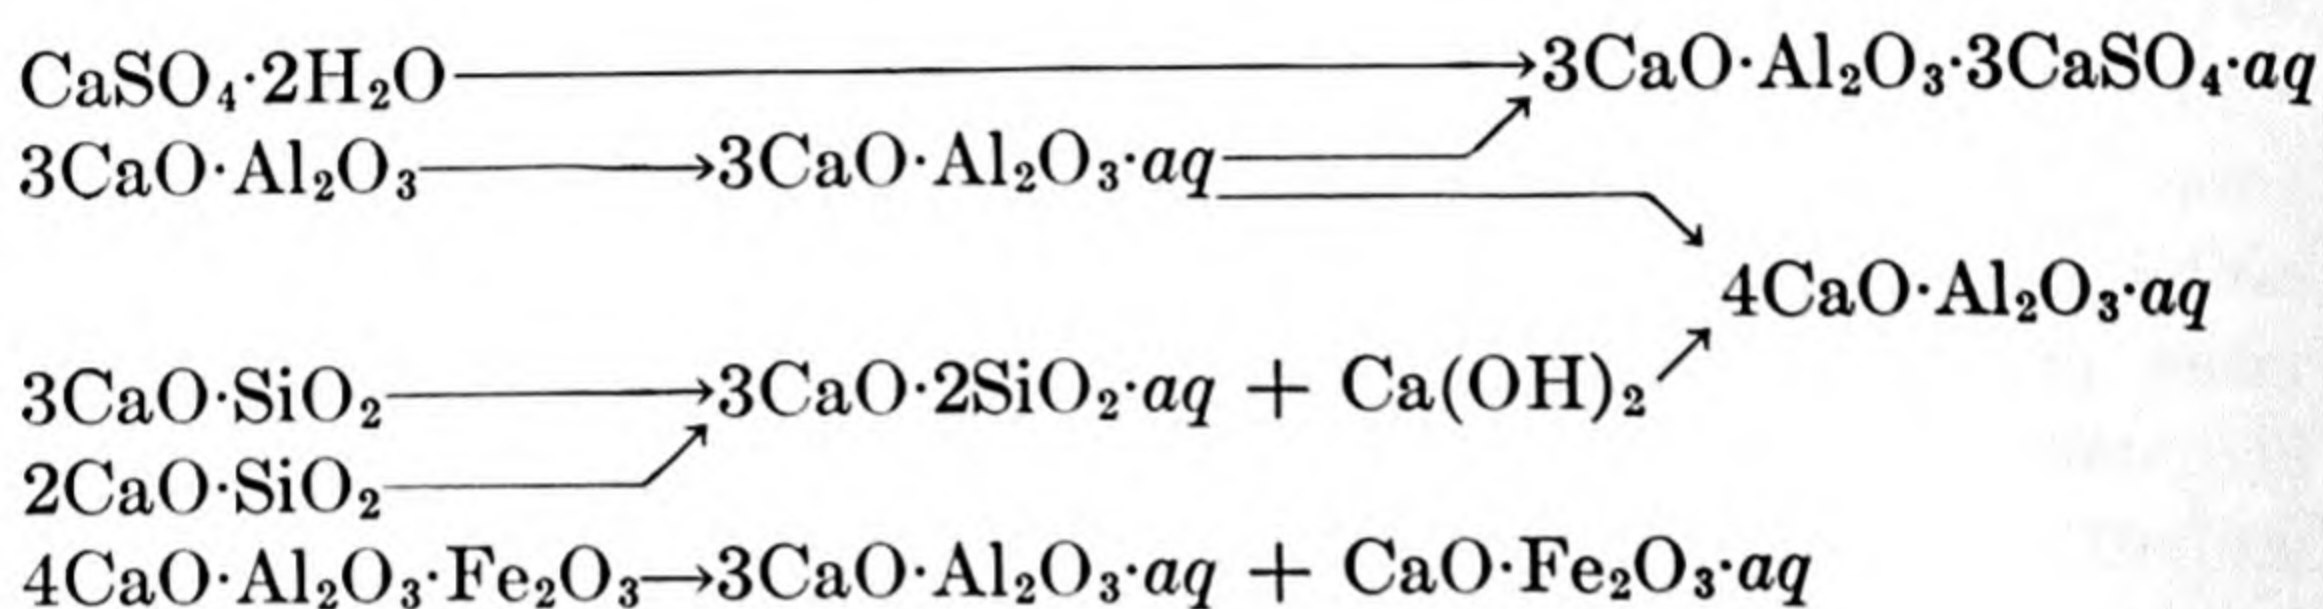 CaSO₄·2H₂O → 3CaO·Al₂O₃·3CaSO₄·aq
3CaO·Al₂O₃ → 3CaO·Al₂O₃·aq
4CaO·Al₂O₃·aq
3CaO·SiO₂ → 3CaO·2SiO₂·aq + Ca(OH)₂
2CaO·SiO₂
4CaO·Al₂O₃·Fe₂O₃ → 3CaO·Al₂O₃·aq + CaO·Fe₂O₃·aq